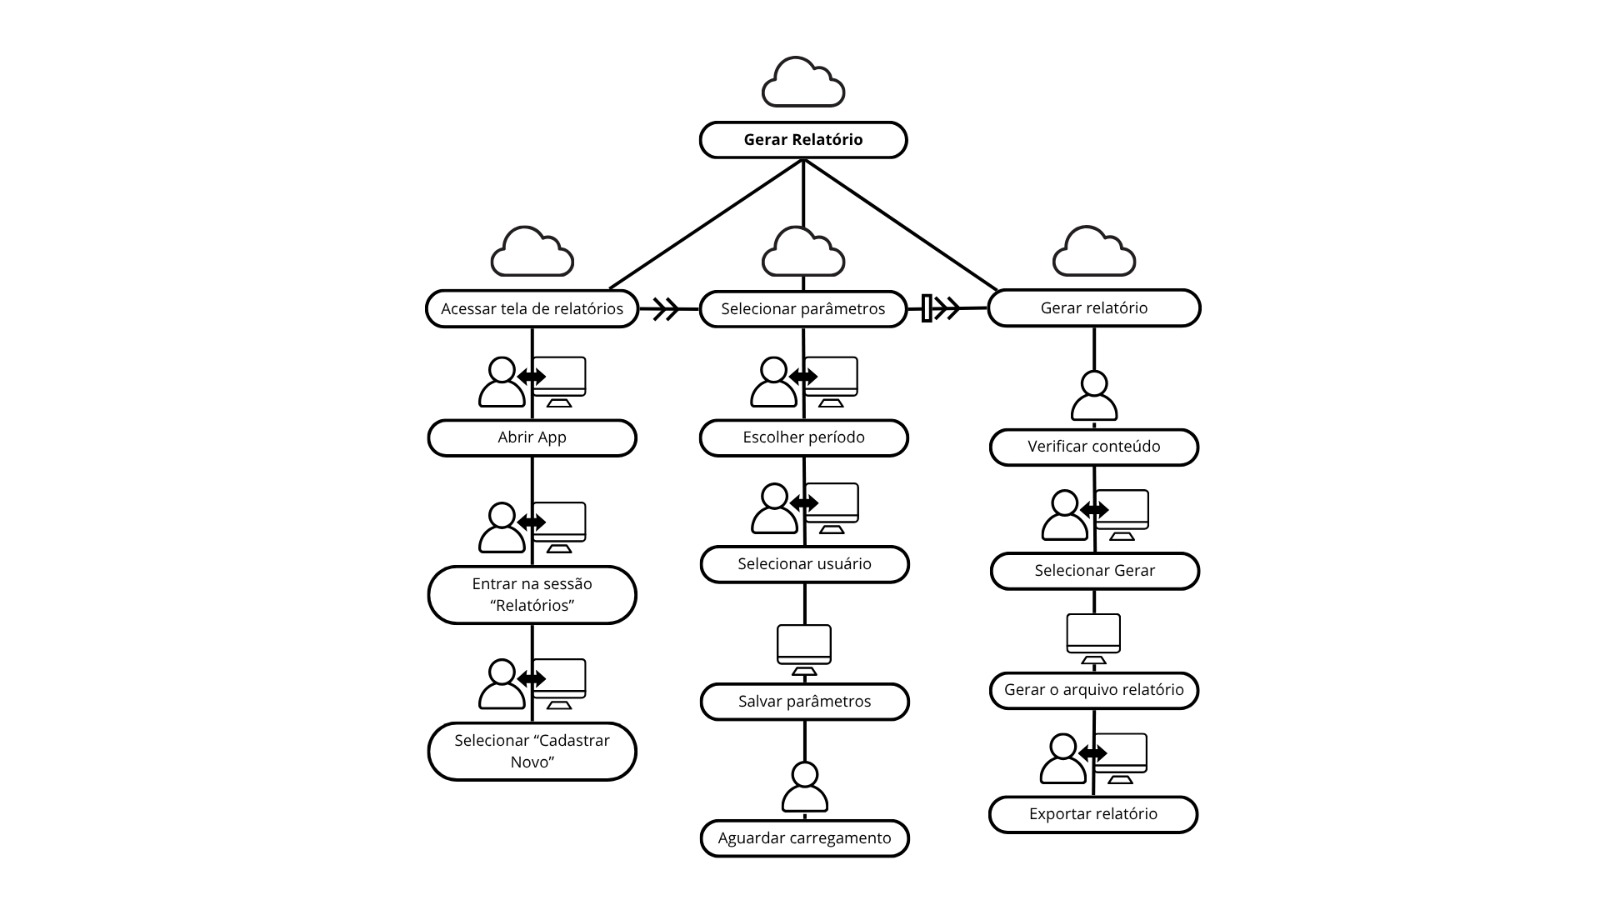 Gerar Relatório
Acessar tela de relatórios
Selecionar parâmetros
Gerar relatório
Abrir App
Entrar na sessão
“Relatórios”
Selecionar “Cadastrar
Novo”
Escolher período
Selecionar usuário
Salvar parâmetros
Aguardar carregamento
Verificar conteúdo
Selecionar Gerar
Gerar o arquivo relatório
Exportar relatório